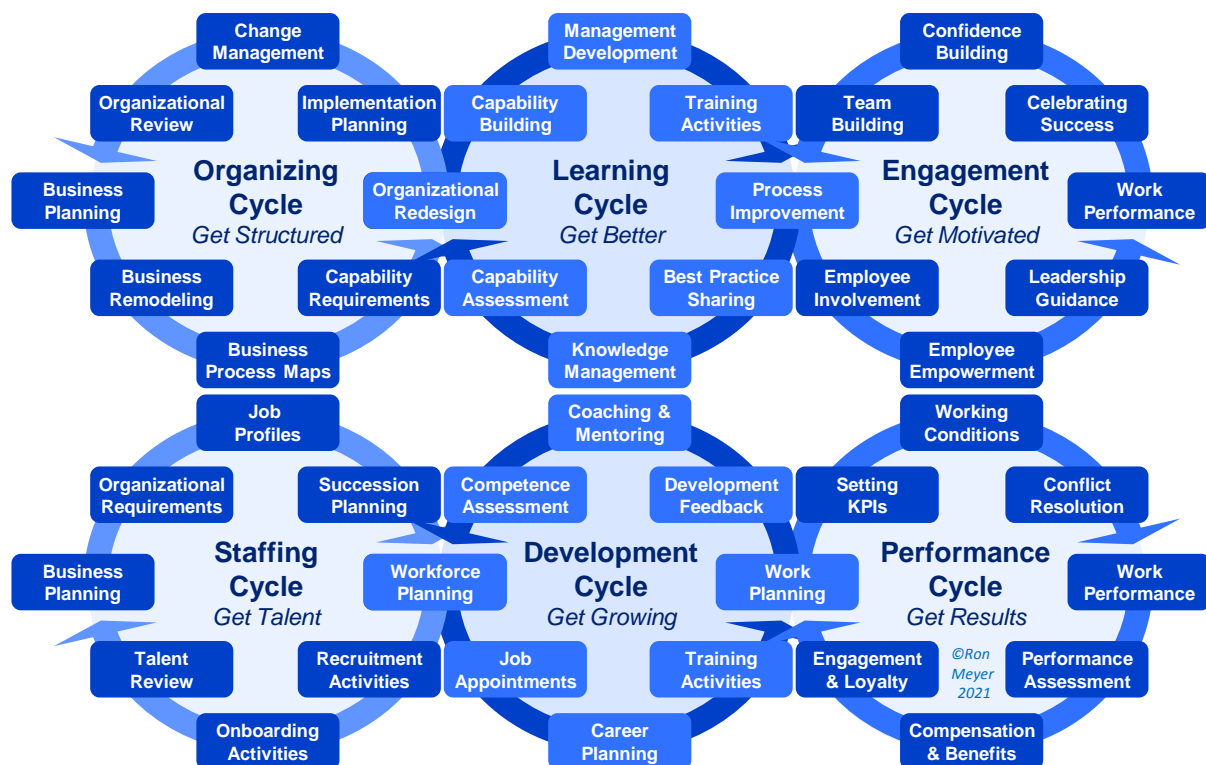 Change
Management
Organizational
Review
Implementation
Planning
Business
Planning
Organizing
Cycle
Get Structured
Organizational
Redesign
Business
Remodeling
Capability
Requirements
Business
Process Maps
Management
Development
Capability
Building
Training
Activities
Learning
Cycle
Get Better
Process
Improvement
Capability
Assessment
Best Practice
Sharing
Knowledge
Management
Confidence
Building
Team
Building
Celebrating
Success
Engagement
Cycle
Get Motivated
Work
Performance
Employee
Involvement
Leadership
Guidance
Employee
Empowerment
Job
Profiles
Organizational
Requirements
Succession
Planning
Business
Planning
Staffing
Cycle
Get Talent
Workforce
Planning
Talent
Review
Recruitment
Activities
Onboarding
Activities
Coaching &
Mentoring
Competence
Assessment
Development
Feedback
Development
Cycle
Get Growing
Work
Planning
Job
Appointments
Training
Activities
Career
Planning
Working
Conditions
Setting
KPIs
Conflict
Resolution
Performance
Cycle
Get Results
Work
Performance
Engagement
& Loyalty
©Ron
Meyer
2021
Performance
Assessment
Compensation
& Benefits